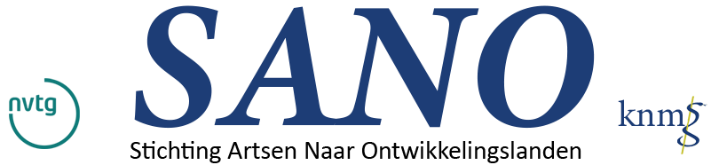 SANO
nvtg
knmg
Stichting Artsen Naar Ontwikkelingslanden